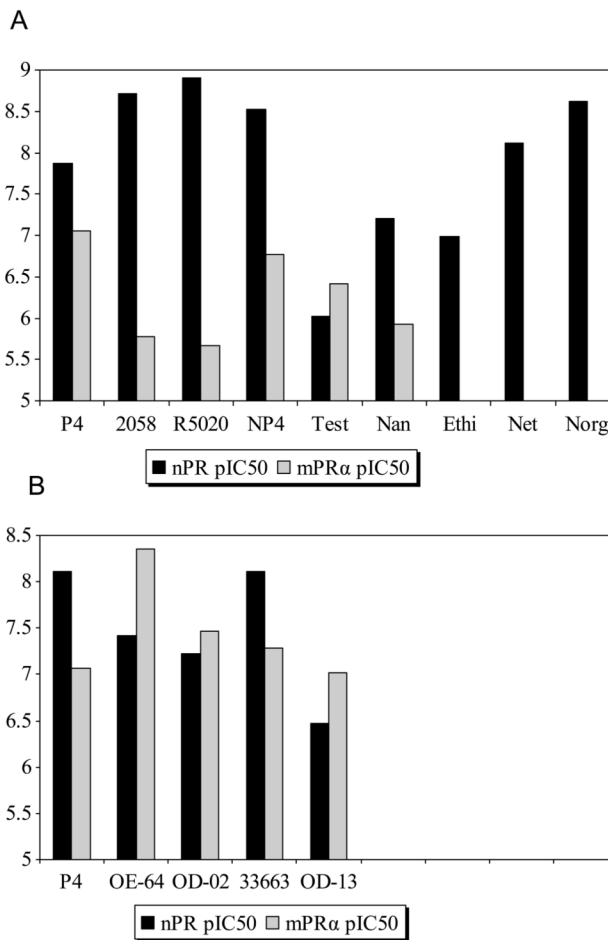 A
9
8.5
8
7.5
7
6.5
6
5.5
5
P4 2058 R5020 NP4 Test Nan Ethi Net Norg
nPR pIC50 mPRα pIC50
B
8.5
8
7.5
7
6.5
6
5.5
5
P4 OE-64 OD-02 33663 OD-13
nPR pIC50 mPRα pIC50